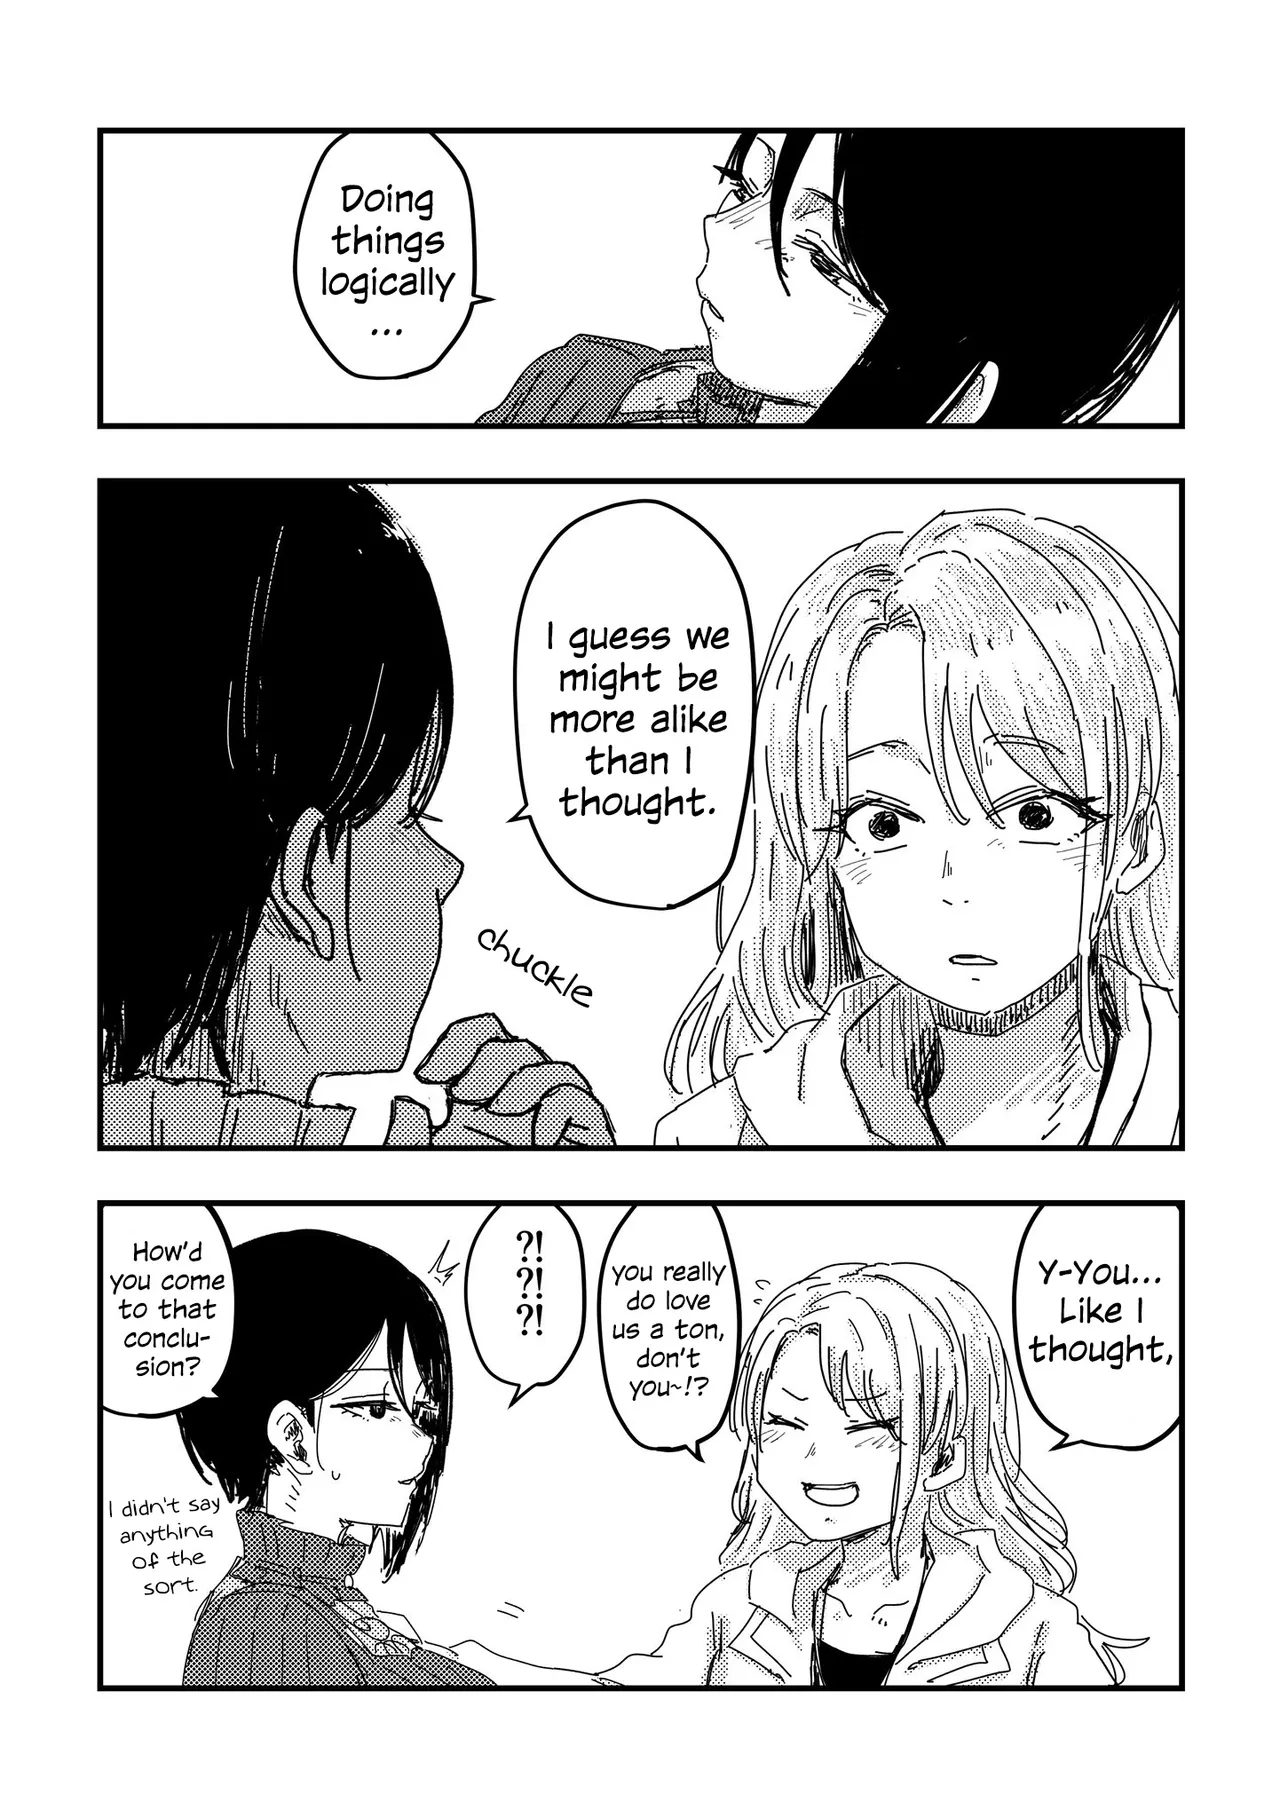 Doing
things
logically
...
I guess we
might be
more alike
than I
thought.
chuckle
Y-You...
Like I
thought,
you really
do love
us a ton,
don't
you~!?
?!
?!
?!
How'd
you come
to that
conclu-
sion?
I didn't say
anything
of the
sort.